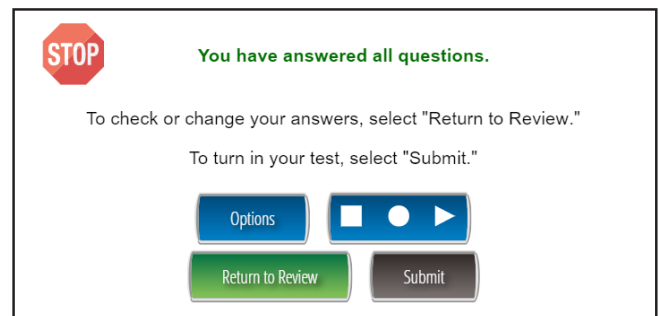 STOP
You have answered all questions.
To check or change your answers, select "Return to Review."
To turn in your test, select "Submit."
Options
Return to Review
Submit